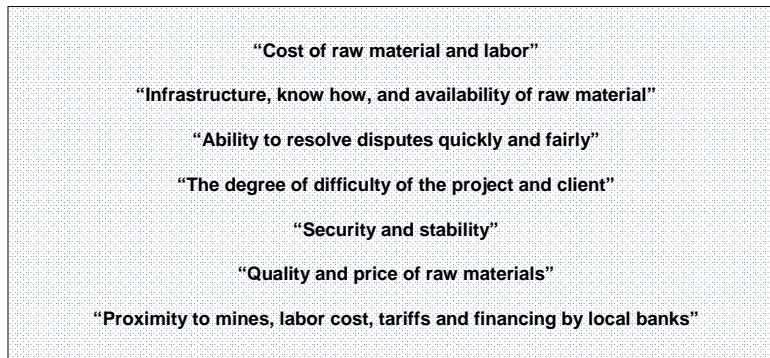 “Cost of raw material and labor”
“Infrastructure, know how, and availability of raw material”
“Ability to resolve disputes quickly and fairly”
“The degree of difficulty of the project and client”
“Security and stability”
“Quality and price of raw materials”
“Proximity to mines, labor cost, tariffs and financing by local banks”